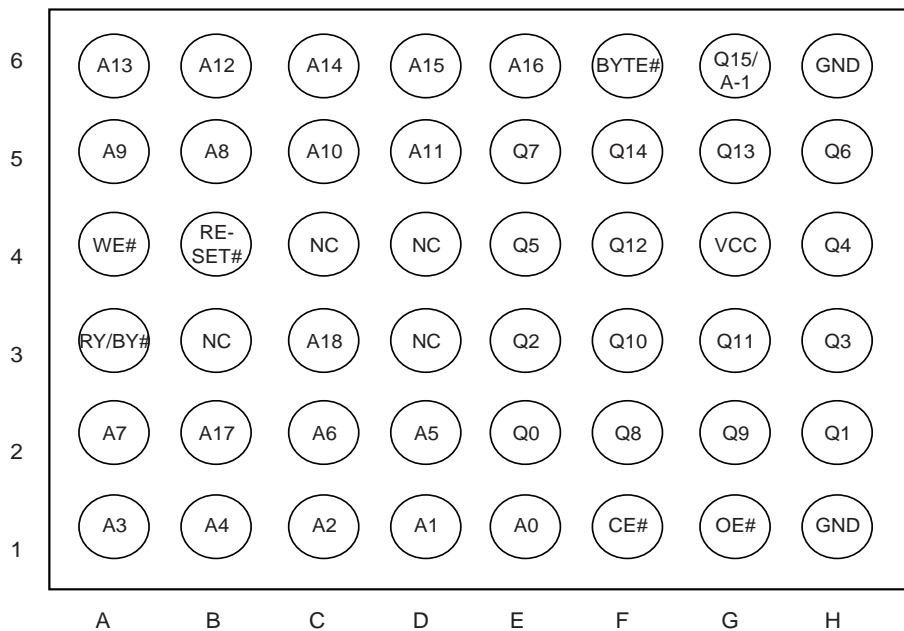 6 A13 A12 A14 A15 A16 BYTE# Q15/ A-1 GND
5 A9 A8 A10 A11 Q7 Q14 Q13 Q6
4 WE# RE- SET# NC NC Q5 Q12 VCC Q4
3 RY/BY# NC A18 NC Q2 Q10 Q11 Q3
2 A7 A17 A6 A5 Q0 Q8 Q9 Q1
1 A3 A4 A2 A1 A0 CE# OE# GND
A B C D E F G H